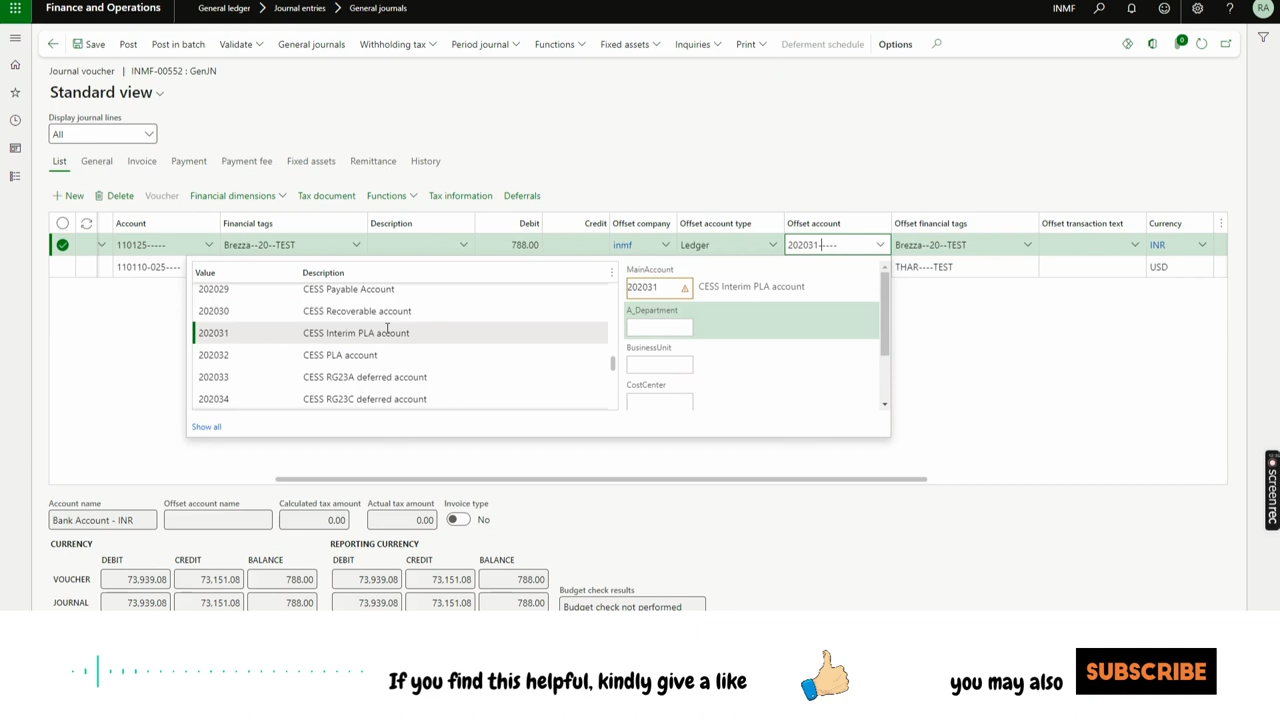 Finance and Operations
General ledger > Journal entries > General journals
INMF
RA
Save Post Post in batch Validate General journals Withholding tax Period journal Functions Fixed assets Inquiries Print Deferment schedule Options
0
Journal voucher | INMF-00552 : GenJN
Standard view
Display journal lines
All
List General Invoice Payment Payment fee Fixed assets Remittance History
New Delete Voucher Financial dimensions Tax document Functions Tax information Deferrals
Account Financial tags Description Debit Credit Offset company Offset account type Offset account Offset financial tags Offset transaction text Currency
110125----- Brezza--20--TEST 788.00 inmf Ledger 202031----- Brezza--20--TEST INR
110110-025---- THAR----TEST USD
Value Description
202029 CESS Payable Account
202030 CESS Recoverable account
202031 CESS Interim PLA account
202032 CESS PLA account
202033 CESS RG23A deferred account
202034 CESS RG23C deferred account
Show all
MainAccount
202031 CESS Interim PLA account
A_Department
BusinessUnit
CostCenter
Account name Offset account name Calculated tax amount Actual tax amount Invoice type
Bank Account - INR 0.00 0.00 No
CURRENCY REPORTING CURRENCY
DEBIT CREDIT BALANCE DEBIT CREDIT BALANCE
VOUCHER 73,939.08 73,151.08 788.00 73,939.08 73,151.08 788.00
JOURNAL 73,939.08 73,151.08 788.00 73,939.08 73,151.08 788.00
Budget check results
Budget check not performed
screenrec
If you find this helpful, kindly give a like
you may also
SUBSCRIBE